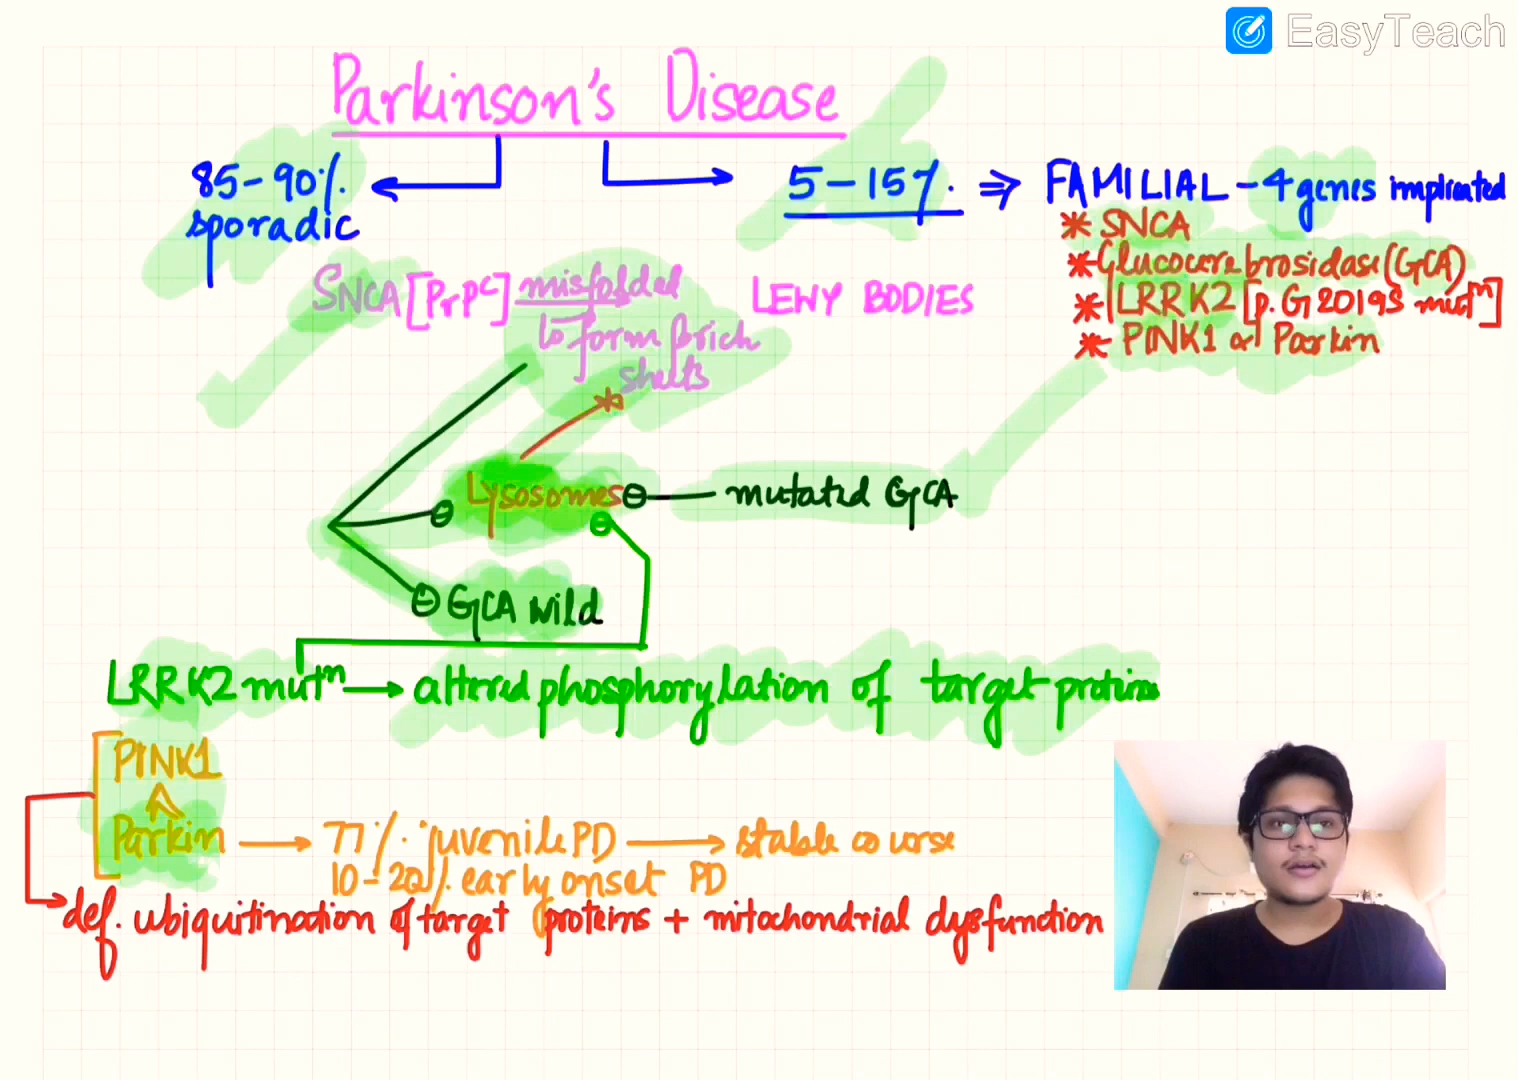 EasyTeach
Parkinson's Disease
85-90%
sporadic
5-15%. ⇒ FAMILIAL - 4 genes implicated
* SNCA
* Glucocerebrosidase (GCA)
* LRRK2 [p.G2019S mutⁿ]
* PINK1 or Parkin
SNCA [PrPᶜ] misfolded
to form β rich
sheets
LEWY BODIES
Lysosomes
mutated GCA
GCA wild
LRRK2 mutⁿ → altered phosphorylation of target proteins
PINK1
Parkin → 77% juvenile PD → stable course
10-20% early onset PD
def. ubiquitination of target proteins + mitochondrial dysfunction